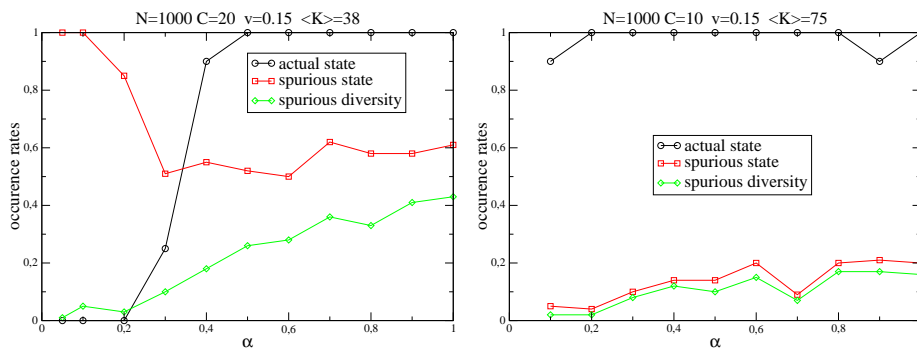 N=1000 C=20 v=0.15 <K>=38
occurence rates
1
0,8
0,6
0,4
0,2
0
actual state
spurious state
spurious diversity
0
0,2
0,4
0,6
0,8
1
α
N=1000 C=10 v=0.15 <K>=75
occurence rates
1
0,8
0,6
0,4
0,2
0
actual state
spurious state
spurious diversity
0
0,2
0,4
0,6
0,8
α